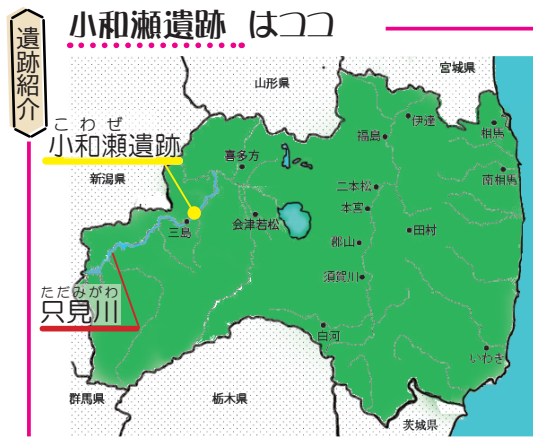 遺跡紹介
小和瀬遺跡 はココ
宮城県
山形県
伊達
福島
相馬
こわぜ
小和瀬遺跡
喜多方
南相馬
新潟県
二本松
本宮
会津若松
三島
田村
郡山
須賀川
ただみがわ
只見川
白河
いわき
群馬県
栃木県
茨城県